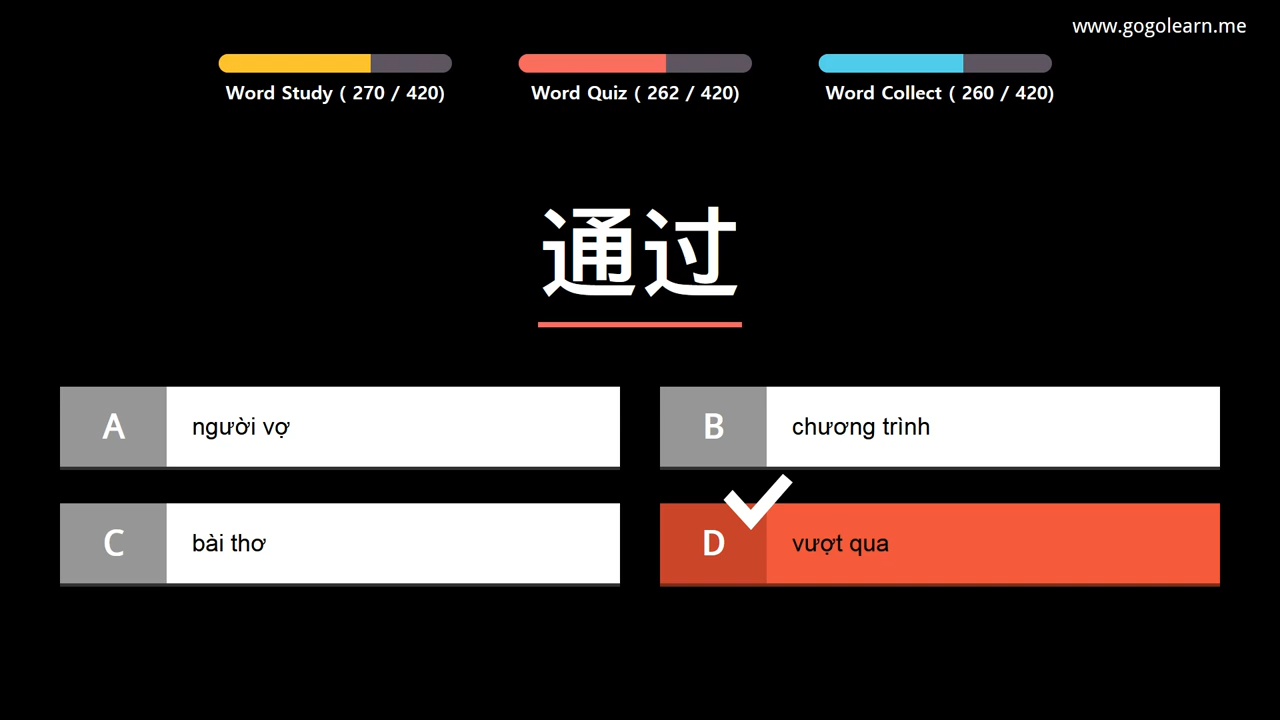 www.gogolearn.me
Word Study ( 270 / 420)
Word Quiz ( 262 / 420)
Word Collect ( 260 / 420)
通过
A người vợ
B chương trình
C bài thơ
D vượt qua